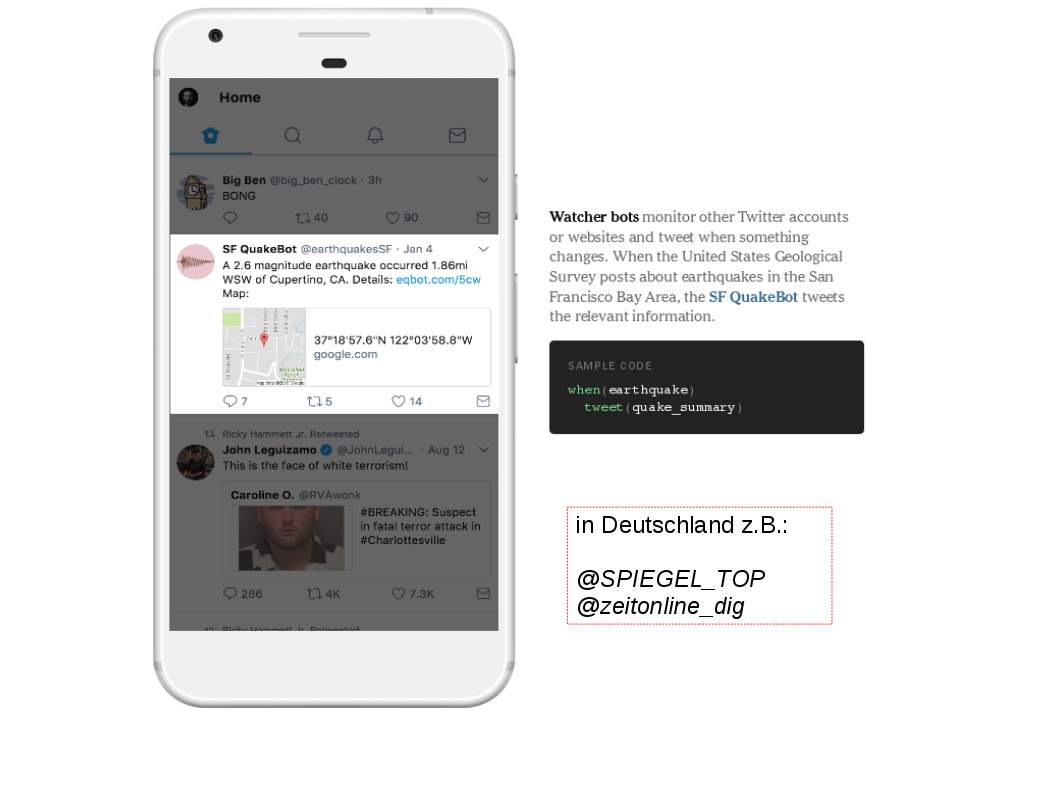 Home
Big Ben @big_ben_clock · 3h
BONG
40 90
SF QuakeBot @earthquakesSF · Jan 4
A 2.6 magnitude earthquake occurred 1.86mi
WSW of Cupertino, CA. Details: eqbot.com/5cw
Map:
37°18'57.6"N 122°03'58.8"W
google.com
7 5 14
Ricky Hammett Jr. Retweeted
John Leguizamo @JohnLegui... · Aug 12
This is the face of white terrorism!
Caroline O. @RVAwonk
#BREAKING: Suspect
in fatal terror attack in
#Charlottesville
286 4K 7.3K
Ricky Hammett Jr. Retweeted
Watcher bots monitor other Twitter accounts
or websites and tweet when something
changes. When the United States Geological
Survey posts about earthquakes in the San
Francisco Bay Area, the SF QuakeBot tweets
the relevant information.
SAMPLE CODE
when(earthquake)
tweet(quake_summary)
in Deutschland z.B.:
@SPIEGEL_TOP
@zeitonline_dig